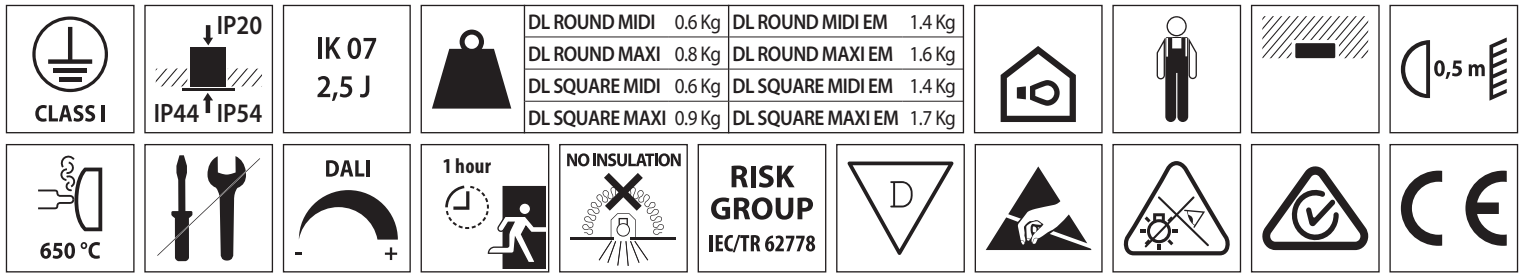 CLASS I
IP20
IP44 IP54
IK 07
2,5 J
DL ROUND MIDI 0.6 Kg DL ROUND MIDI EM 1.4 Kg
DL ROUND MAXI 0.8 Kg DL ROUND MAXI EM 1.6 Kg
DL SQUARE MIDI 0.6 Kg DL SQUARE MIDI EM 1.4 Kg
DL SQUARE MAXI 0.9 Kg DL SQUARE MAXI EM 1.7 Kg
0,5 m
650 °C
DALI
- +
1 hour
NO INSULATION
RISK
GROUP
IEC/TR 62778
D
CE